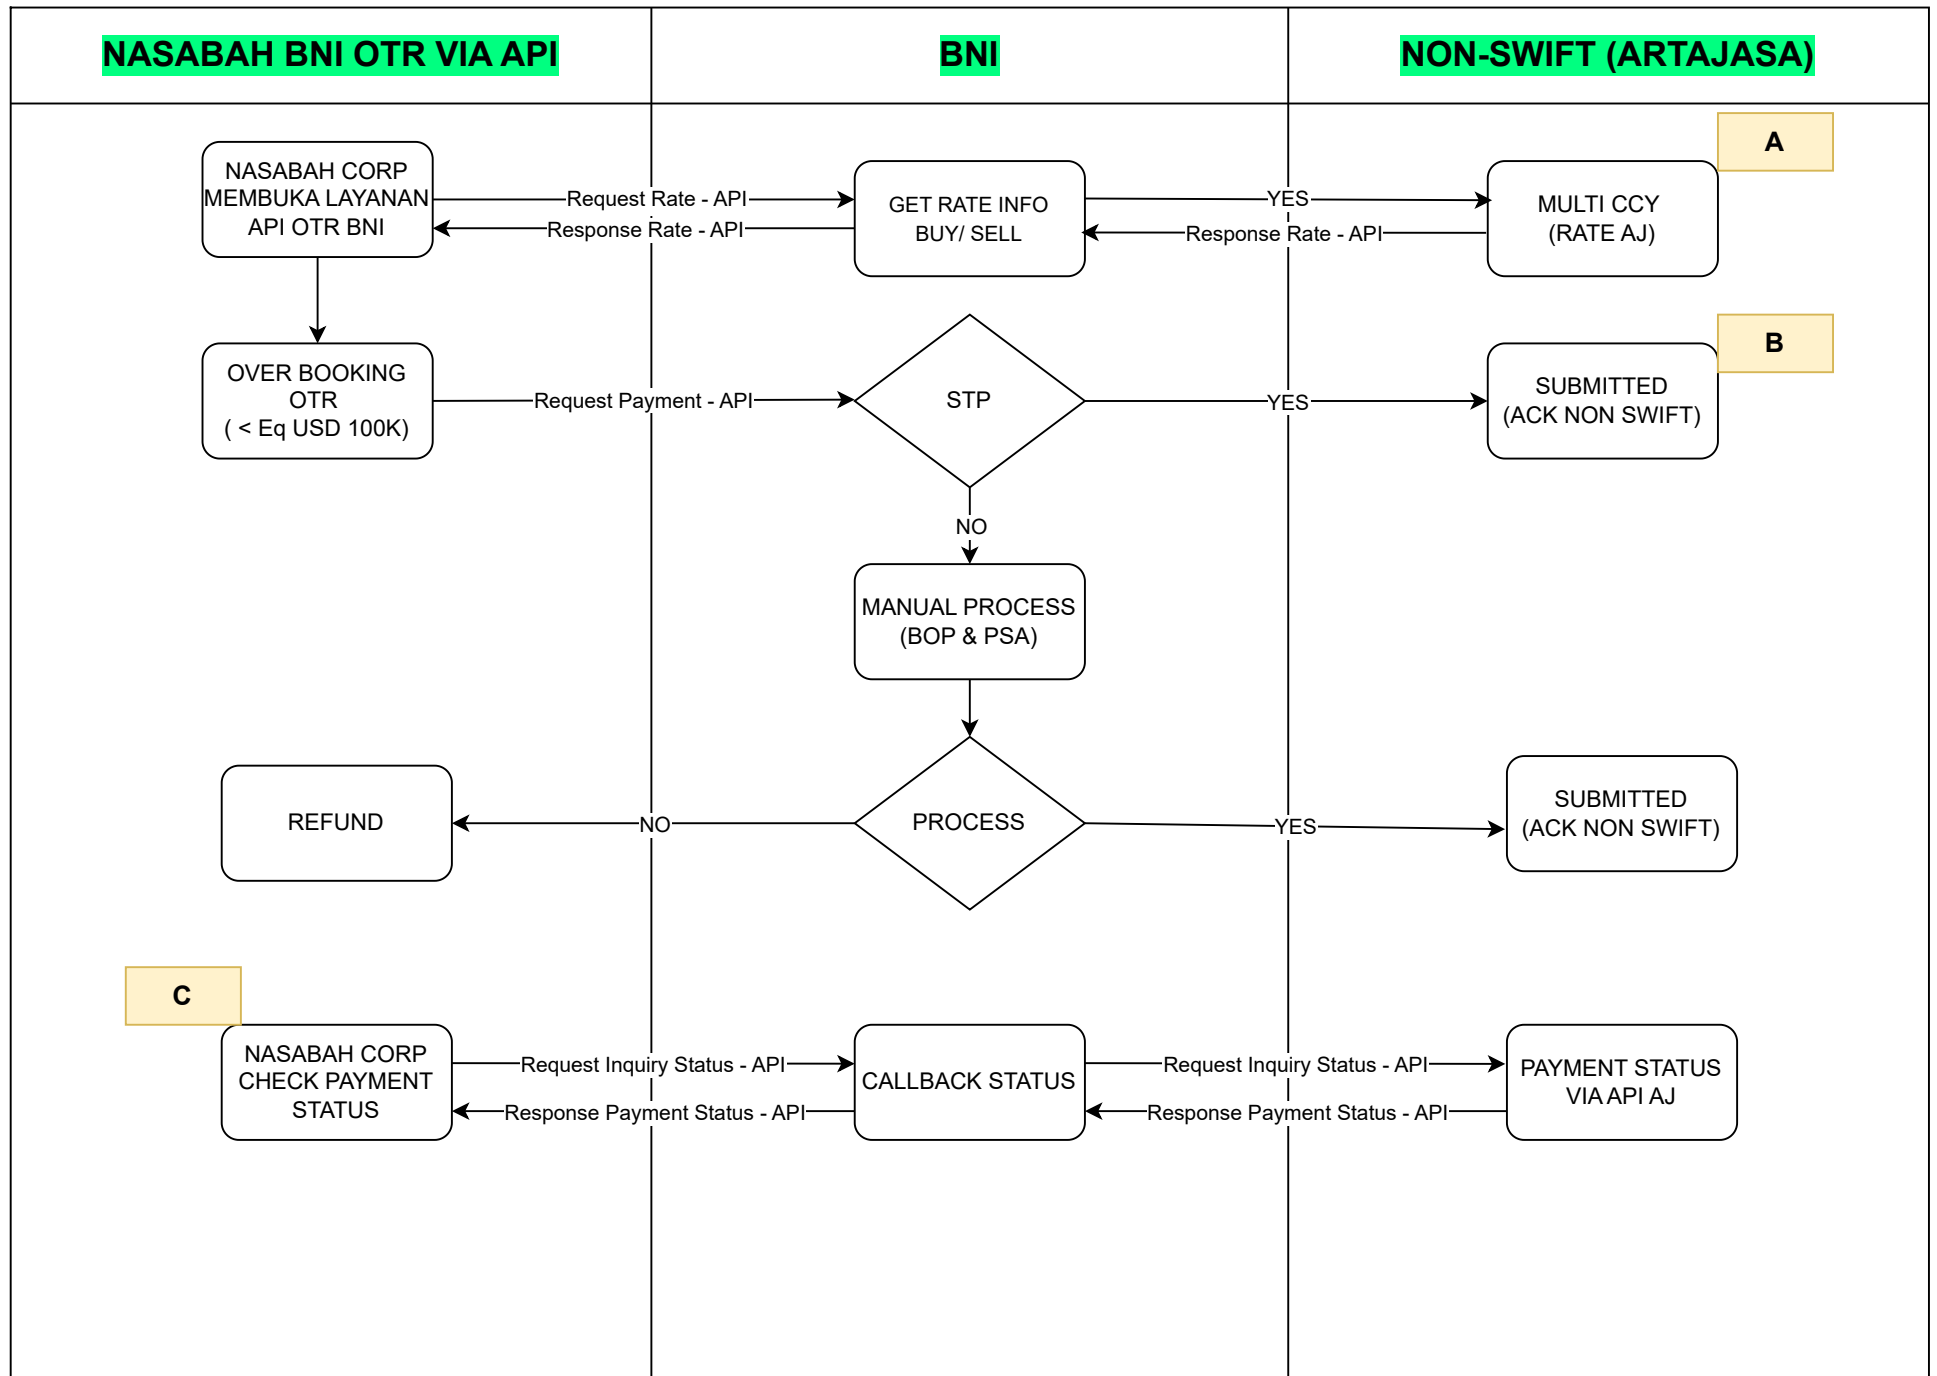 NASABAH BNI OTR VIA API
BNI
NON-SWIFT (ARTAJASA)
A
NASABAH CORP
MEMBUKA LAYANAN
API OTR BNI
Request Rate - API
Response Rate - API
GET RATE INFO
BUY/ SELL
YES
Response Rate - API
MULTI CCY
(RATE AJ)
B
OVER BOOKING
OTR
( < Eq USD 100K)
Request Payment - API
STP
YES
SUBMITTED
(ACK NON SWIFT)
NO
MANUAL PROCESS
(BOP & PSA)
REFUND
NO
PROCESS
YES
SUBMITTED
(ACK NON SWIFT)
C
NASABAH CORP
CHECK PAYMENT
STATUS
Request Inquiry Status - API
Response Payment Status - API
CALLBACK STATUS
Request Inquiry Status - API
Response Payment Status - API
PAYMENT STATUS
VIA API AJ